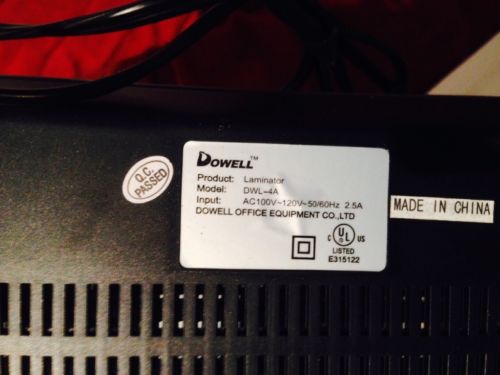 Q.C.
PASSED
DOWELL™
Product: Laminator
Model: DWL-4A
Input: AC100V~120V~50/60Hz 2.5A
DOWELL OFFICE EQUIPMENT CO.,LTD
C UL US
LISTED
E315122
MADE IN CHINA